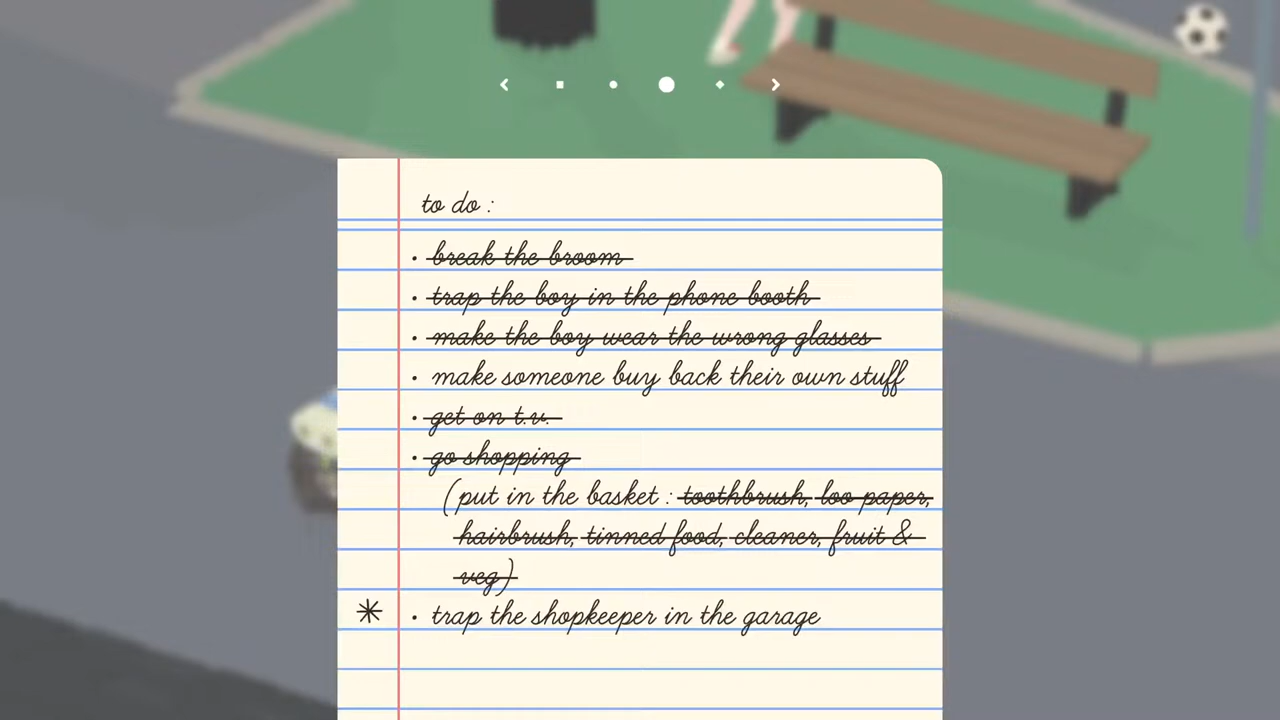 to do :
• break the broom
• trap the boy in the phone booth
• make the boy wear the wrong glasses
• make someone buy back their own stuff
• get on t.v.
• go shopping
(put in the basket : toothbrush, loo paper,
hairbrush, tinned food, cleaner, fruit &
veg)
* • trap the shopkeeper in the garage